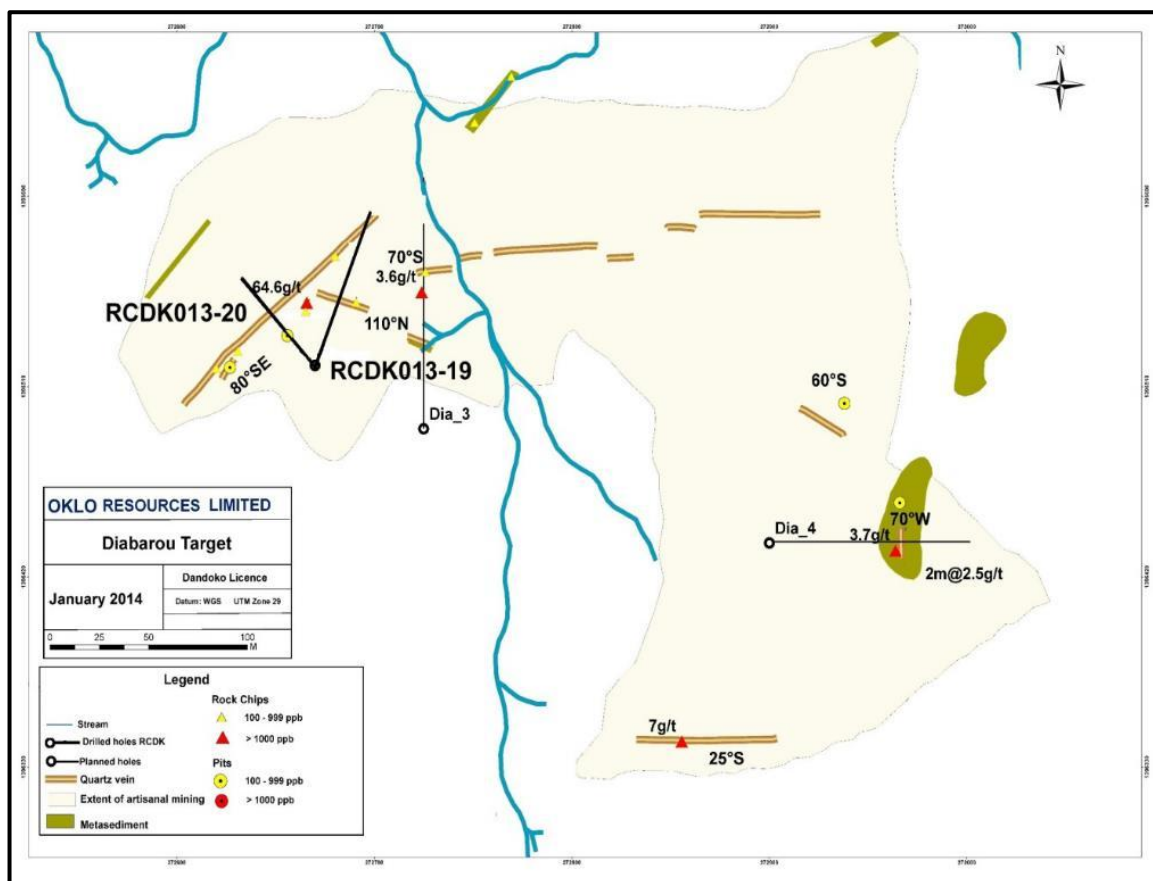 N
70°S
3.6g/t
64.6g/t
RCDK013-20
110°N
RCDK013-19
80°SE
60°S
Dia_3
Dia_4
70°W
3.7g/t
2m@2.5g/t
7g/t
25°S
OKLO RESOURCES LIMITED
Diabarou Target
January 2014
Dandoko Licence
Datum: WGS UTM Zone 29
0 25 50 100
M
Legend
Rock Chips
Stream
100 - 999 ppb
Drilled holes RCDK
> 1000 ppb
Planned holes
Pits
Quartz vein
100 - 999 ppb
Extent of artisanal mining
> 1000 ppb
Metasediment